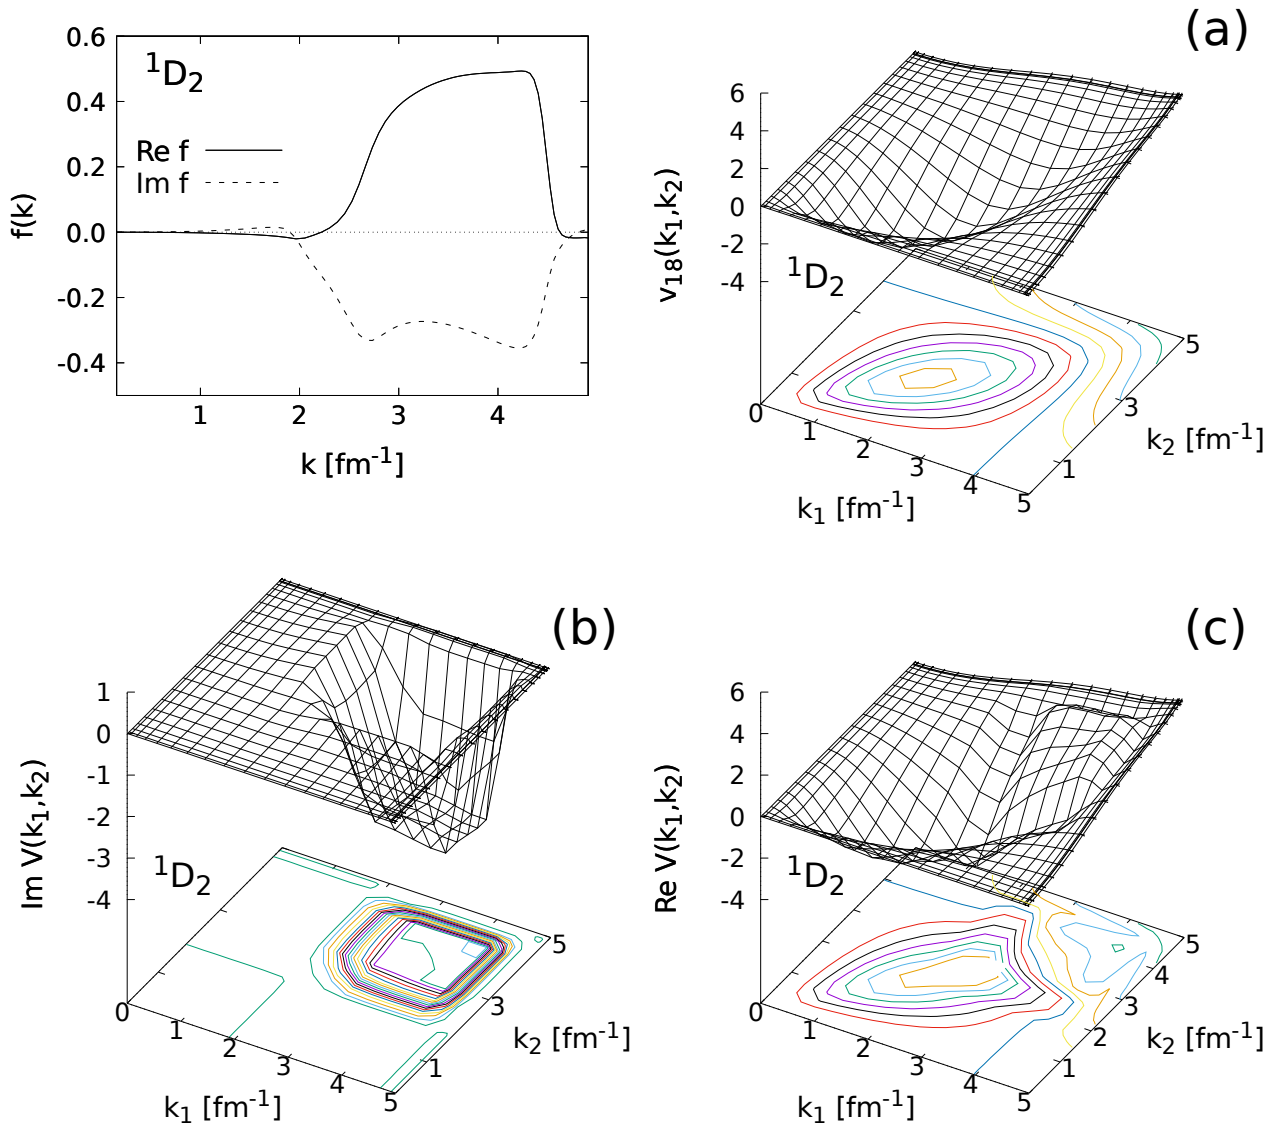 0.6
0.4
0.2
0.0
-0.2
-0.4
f(k)
¹D₂
Re f
Im f
1 2 3 4
k [fm⁻¹]
(a)
6
4
2
0
-2
-4
v₁₈(k₁,k₂)
¹D₂
0 1 2 3 4 5
k₁ [fm⁻¹]
1 3 5
k₂ [fm⁻¹]
(b)
1
0
-1
-2
-3
-4
Im V(k₁,k₂)
¹D₂
0 1 2 3 4 5
k₁ [fm⁻¹]
1 3 5
k₂ [fm⁻¹]
(c)
6
4
2
0
-2
-4
Re V(k₁,k₂)
¹D₂
0 1 2 3 4 5
k₁ [fm⁻¹]
1 2 3 4 5
k₂ [fm⁻¹]